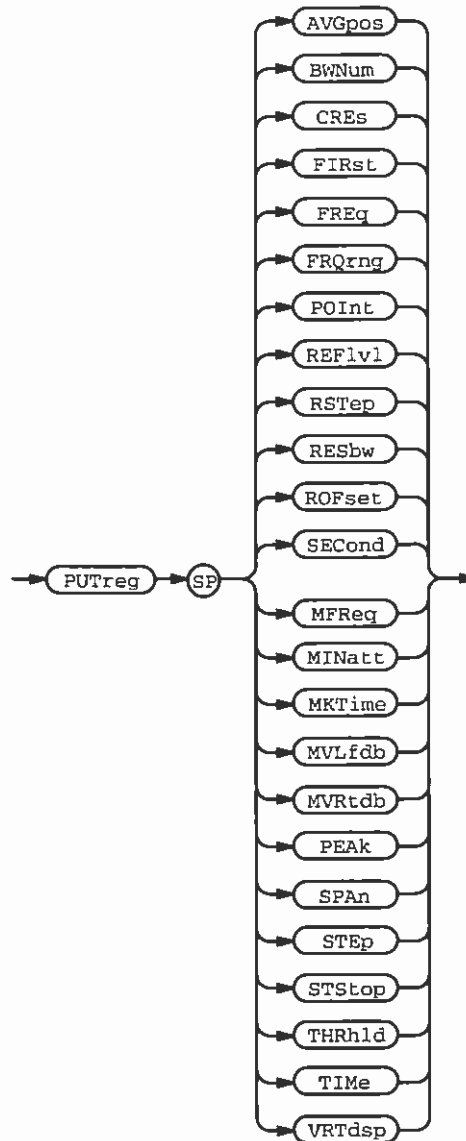 AVGpos
BWNum
CREs
FIRst
FREq
FRQrng
POInt
REFlvl
RSTep
RESbw
ROFset
SECond
PUTreg SP
MFReq
MINatt
MKTime
MVLfdb
MVRtdb
PEAk
SPAn
STEp
STStop
THRhld
TIMe
VRTdsp